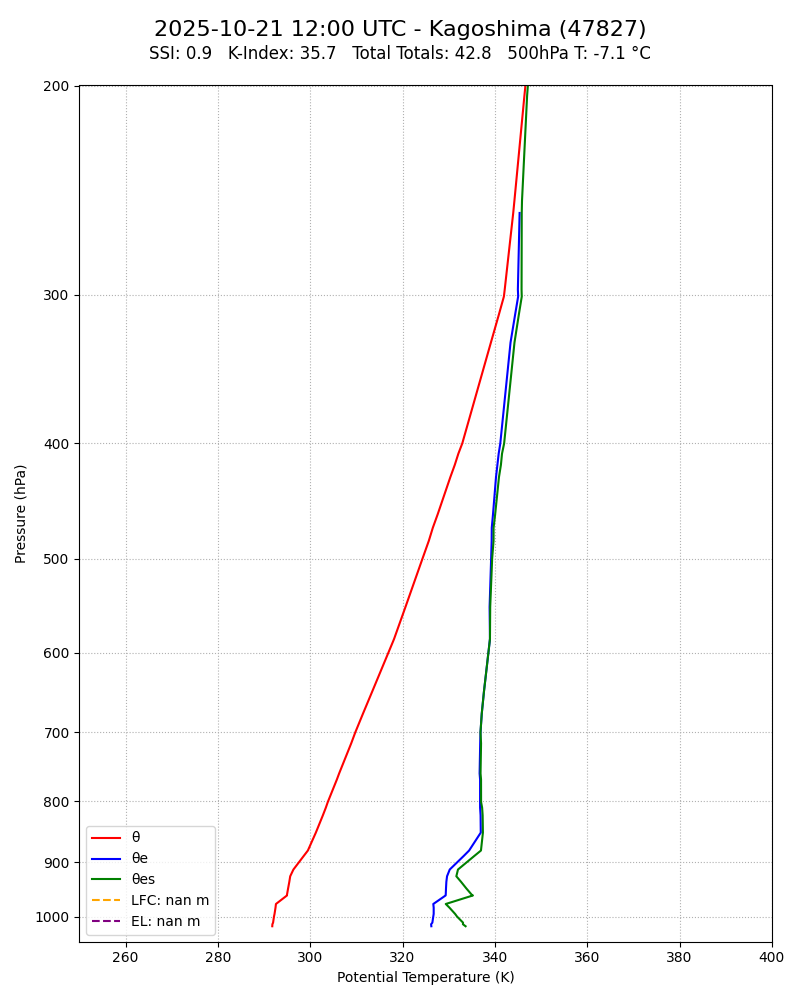 2025-10-21 12:00 UTC - Kagoshima (47827)
SSI: 0.9   K-Index: 35.7   Total Totals: 42.8   500hPa T: -7.1 °C
200
300
400
500
600
700
800
900
1000
Pressure (hPa)
θ
θe
θes
LFC: nan m
EL: nan m
260 280 300 320 340 360 380 400
Potential Temperature (K)